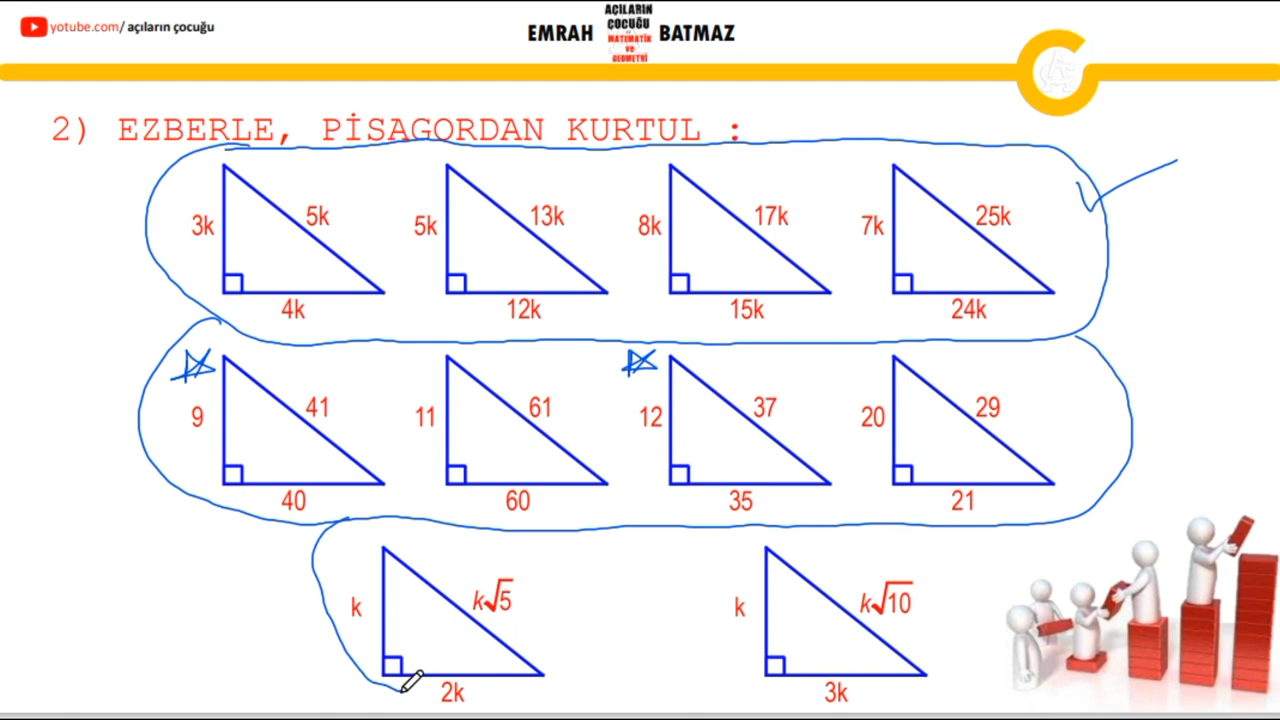 yotube.com/ açıların çocuğu
EMRAH
AÇILARIN
ÇOCUĞU
MATEMATİK
ve
GEOMETRİ
BATMAZ
2) EZBERLE, PİSAGORDAN KURTUL :
3k 5k 4k
5k 13k 12k
8k 17k 15k
7k 25k 24k
9 41 40
11 61 60
12 37 35
20 29 21
k k√5 2k
k k√10 3k